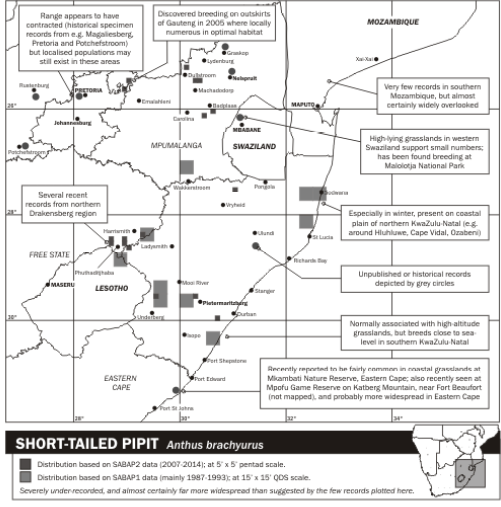 Range appears to have
contracted (historical specimen
records from e.g. Magaliesberg,
Pretoria and Potchefstroom)
but localised populations may
still exist in these areas
Discovered breeding on outskirts
of Gauteng in 2005 where locally
numerous in optimal habitat
MOZAMBIQUE
Graskop
Lydenburg
Xai-Xai
Dullstroom
Nelspruit
Rustenburg
PRETORIA
Machadodorp
Very few records in southern
Mozambique, but almost
certainly widely overlooked
Emalahleni
Badplaas
MAPUTO
26°
Carolina
Johannesburg
MBABANE
High-lying grasslands in western
Swaziland support small numbers;
has been found breeding at
Malolotja National Park
Potchefstroom
MPUMALANGA
SWAZILAND
Several recent
records from northern
Drakensberg region
Wakkerstroom
Pongola
Sodwana
Vryheid
28°
Especially in winter, present on coastal
plain of northern KwaZulu-Natal (e.g.
around Hluhluwe, Cape Vidal, Ozabeni)
Harrismith
Ladysmith
Ulundi
St Lucia
FREE STATE
Richards Bay
Phuthaditjhaba
Unpublished or historical records
depicted by grey circles
MASERU
LESOTHO
Mooi River
Stanger
Pietermaritzburg
Underberg
Durban
30°
Normally associated with high-altitude
grasslands, but breeds close to sea-
level in southern KwaZulu-Natal
Ixopo
Port Shepstone
EASTERN
CAPE
Port Edward
Recently reported to be fairly common in coastal grasslands at
Mkambati Nature Reserve, Eastern Cape; also recently seen at
Mpofu Game Reserve on Katberg Mountain, near Fort Beaufort
(not mapped), and probably more widespread in Eastern Cape
Port St Johns
28° 30° 32° 34°
SHORT-TAILED PIPIT Anthus brachyurus
Distribution based on SABAP2 data (2007-2014); at 5' x 5' pentad scale.
Distribution based on SABAP1 data (mainly 1987-1993); at 15' x 15' QDS scale.
Severely under-recorded, and almost certainly far more widespread than suggested by the few records plotted here.